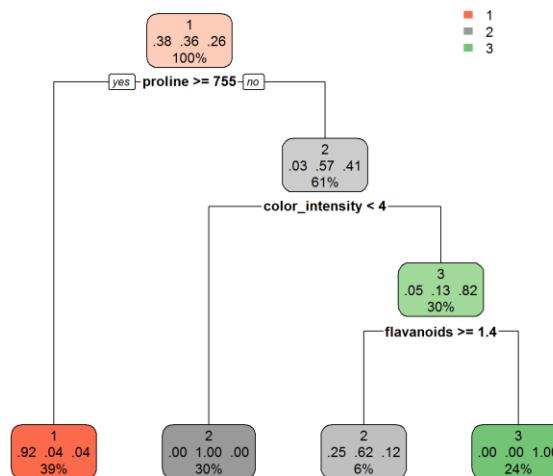 1
.38 .36 .26
100%
1
2
3
yes proline >= 755 no
2
.03 .57 .41
61%
color_intensity < 4
3
.05 .13 .82
30%
flavanoids >= 1.4
1
.92 .04 .04
39%
2
.00 1.00 .00
30%
2
.25 .62 .12
6%
3
.00 .00 1.00
24%